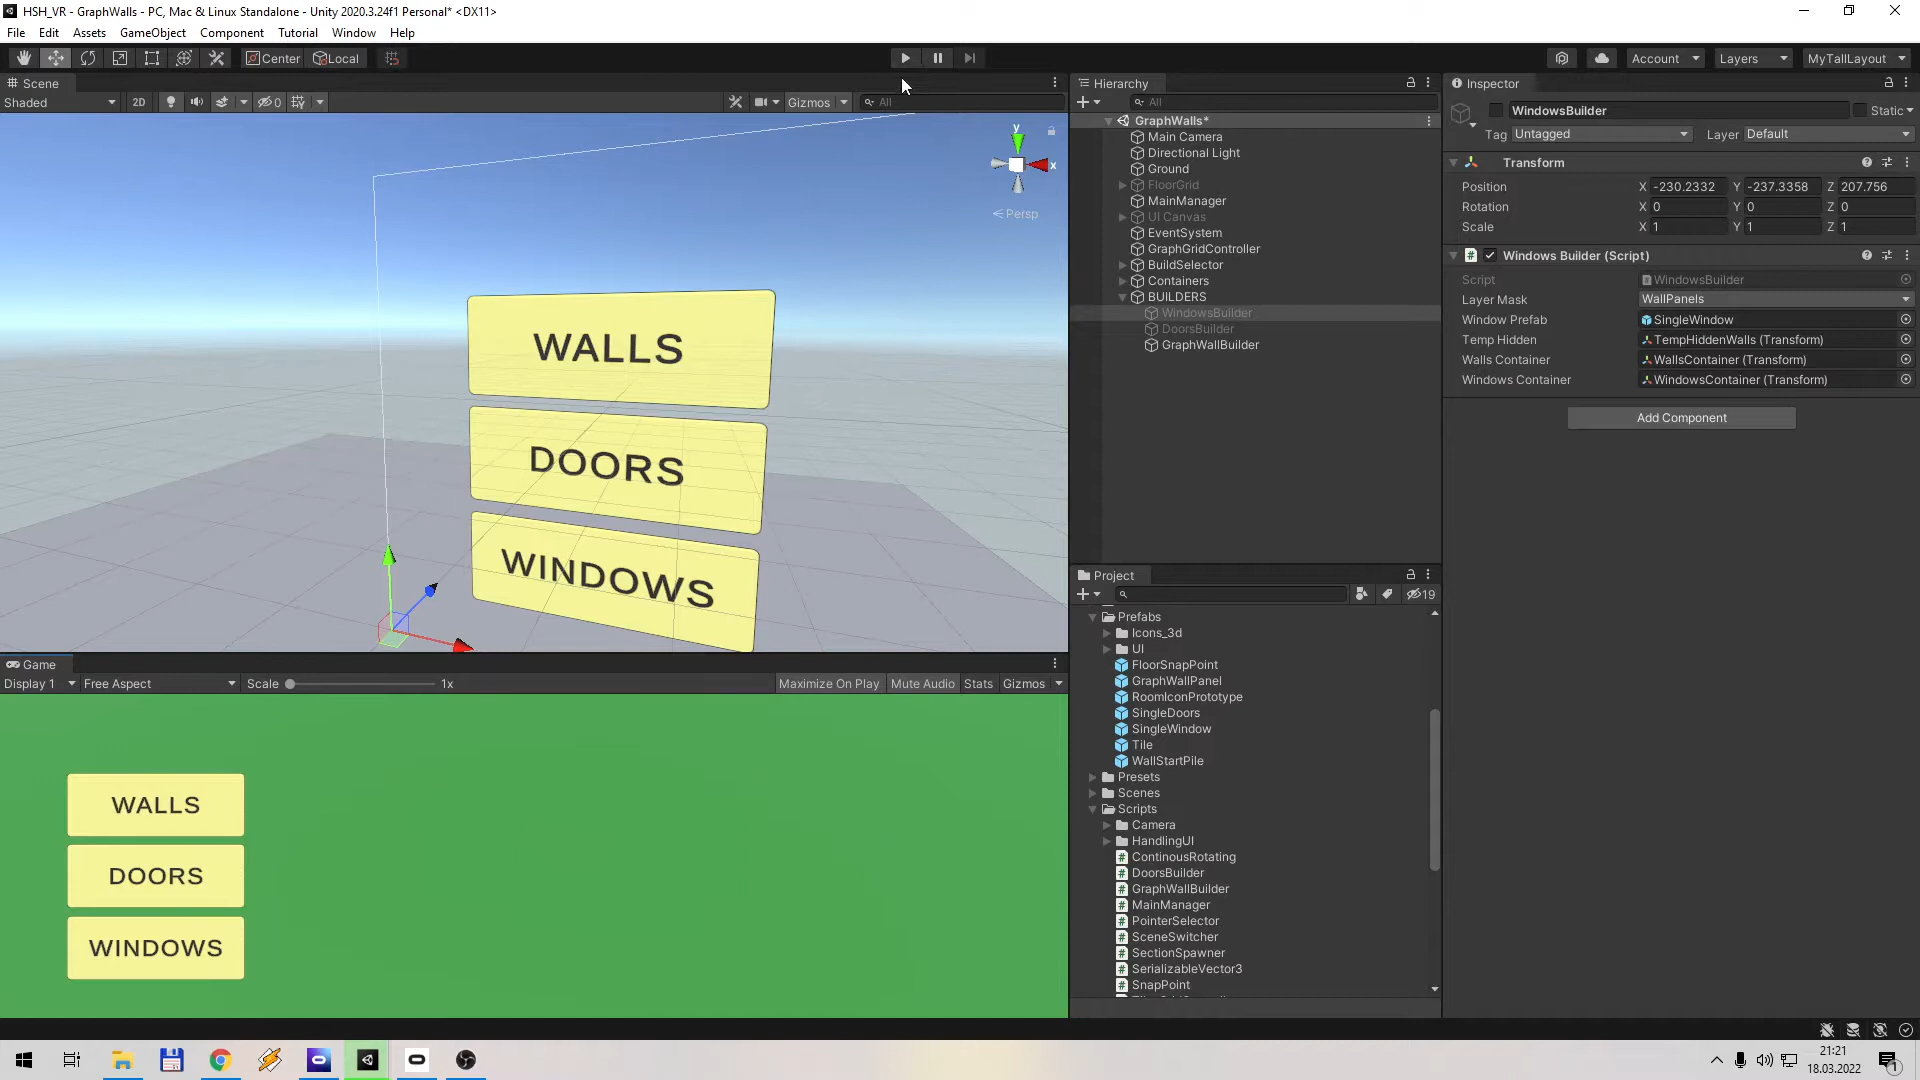 HSH_VR - GraphWalls - PC, Mac & Linux Standalone - Unity 2020.3.24f1 Personal* <DX11>
File Edit Assets GameObject Component Tutorial Window Help
Center Local Account Layers MyTallLayout
Scene
Shaded 2D 0 Gizmos All
y
x
Persp
WALLS
DOORS
WINDOWS
Game
Display 1 Free Aspect Scale 1x Maximize On Play Mute Audio Stats Gizmos
WALLS
DOORS
WINDOWS
Hierarchy
All
GraphWalls*
Main Camera
Directional Light
Ground
FloorGrid
MainManager
UI Canvas
EventSystem
GraphGridController
BuildSelector
Containers
BUILDERS
WindowsBuilder
DoorsBuilder
GraphWallBuilder
Project
19
Prefabs
Icons_3d
UI
FloorSnapPoint
GraphWallPanel
RoomIconPrototype
SingleDoors
SingleWindow
Tile
WallStartPile
Presets
Scenes
Scripts
Camera
HandlingUI
ContinousRotating
DoorsBuilder
GraphWallBuilder
MainManager
PointerSelector
SceneSwitcher
SectionSpawner
SerializableVector3
SnapPoint
Inspector
WindowsBuilder Static
Tag Untagged Layer Default
Transform
Position X -230.2332 Y -237.3358 Z 207.756
Rotation X 0 Y 0 Z 0
Scale X 1 Y 1 Z 1
Windows Builder (Script)
Script WindowsBuilder
Layer Mask WallPanels
Window Prefab SingleWindow
Temp Hidden TempHiddenWalls (Transform)
Walls Container WallsContainer (Transform)
Windows Container WindowsContainer (Transform)
Add Component
21:21
18.03.2022
1